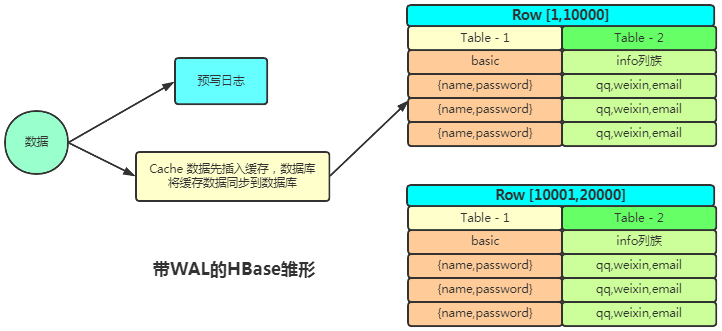 数据
预写日志
Cache 数据先插入缓存，数据库
将缓存数据同步到数据库
带WAL的HBase雏形
Row [1,10000]
Table - 1 Table - 2
basic info列族
{name,password} qq,weixin,email
{name,password} qq,weixin,email
{name,password} qq,weixin,email
Row [10001,20000]
Table - 1 Table - 2
basic info列族
{name,password} qq,weixin,email
{name,password} qq,weixin,email
{name,password} qq,weixin,email